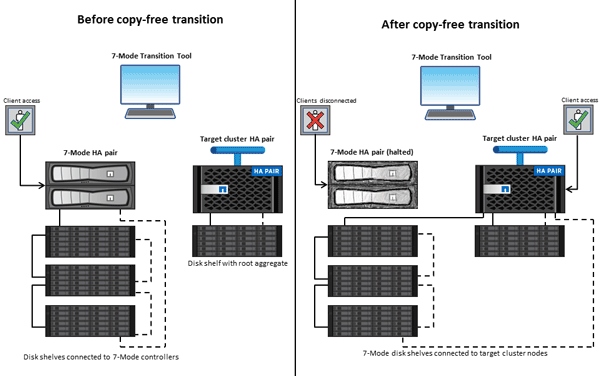 Before copy-free transition
7-Mode Transition Tool
Client access
7-Mode HA pair
Target cluster HA pair
HA PAIR
Disk shelf with root aggregate
Disk shelves connected to 7-Mode controllers
After copy-free transition
7-Mode Transition Tool
Clients disconnected
Client access
7-Mode HA pair (halted)
Target cluster HA pair
HA PAIR
7-Mode disk shelves connected to target cluster nodes